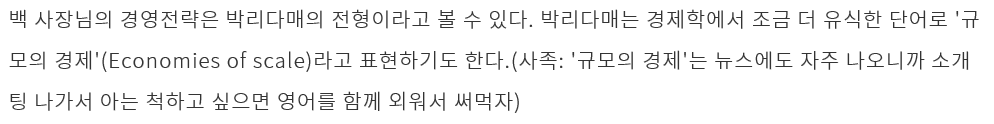 백 사장님의 경영전략은 박리다매의 전형이라고 볼 수 있다. 박리다매는 경제학에서 조금 더 유식한 단어로 '규
모의 경제'(Economies of scale)라고 표현하기도 한다.(사족: '규모의 경제'는 뉴스에도 자주 나오니까 소개
팅 나가서 아는 척하고 싶으면 영어를 함께 외워서 써먹자)